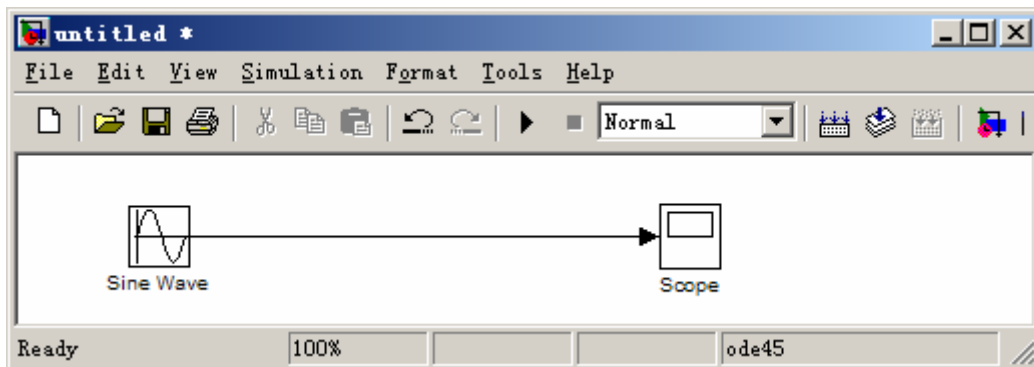 untitled *
File Edit View Simulation Format Tools Help
Normal
Sine Wave
Scope
Ready 100% ode45